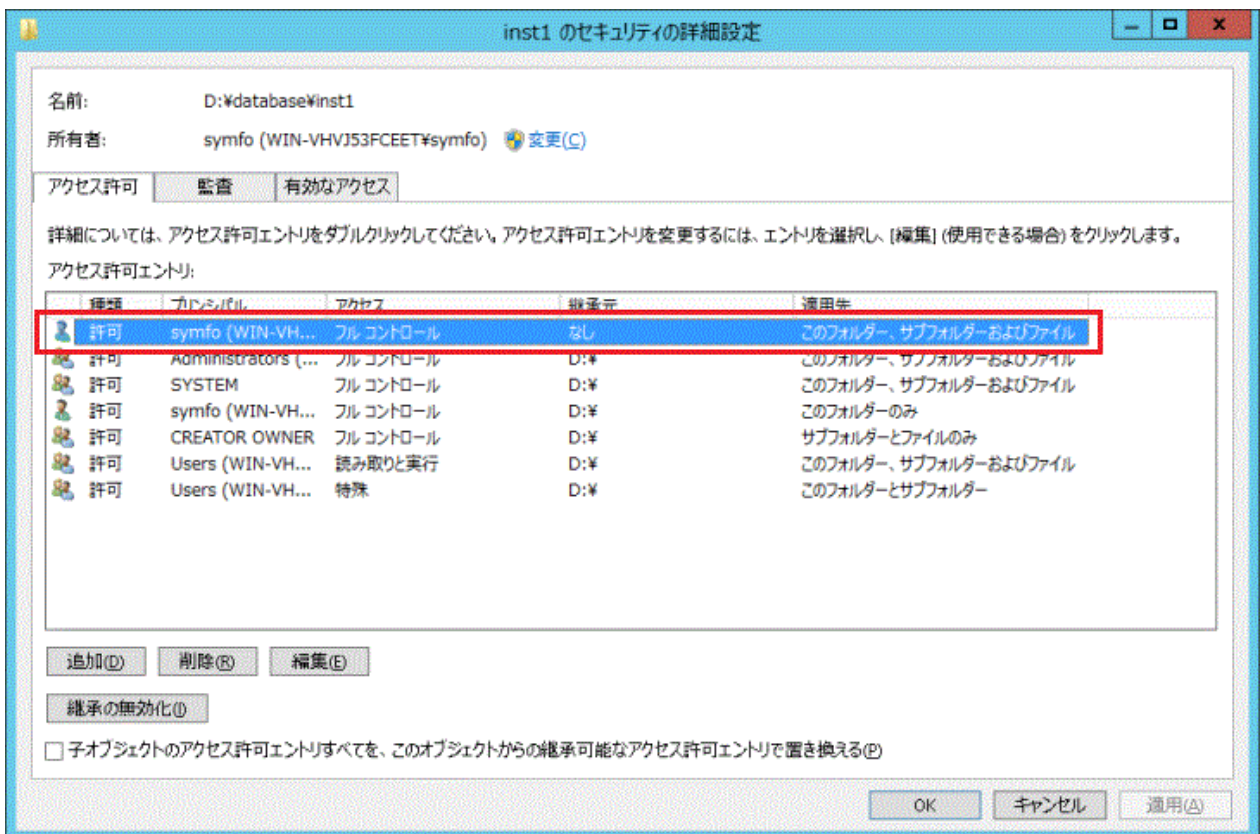 inst1 のセキュリティの詳細設定
名前: D:¥database¥inst1
所有者: symfo (WIN-VHVJ53FCEET¥symfo) 変更(C)
アクセス許可 監査 有効なアクセス
詳細については、アクセス許可エントリをダブルクリックしてください。アクセス許可エントリを変更するには、エントリを選択し、[編集] (使用できる場合) をクリックします。
アクセス許可エントリ:
種類 プリンシパル アクセス 継承元 適用先
許可 symfo (WIN-VH... フル コントロール なし このフォルダー、サブフォルダーおよびファイル
許可 Administrators (... フル コントロール D:¥ このフォルダー、サブフォルダーおよびファイル
許可 SYSTEM フル コントロール D:¥ このフォルダー、サブフォルダーおよびファイル
許可 symfo (WIN-VH... フル コントロール D:¥ このフォルダーのみ
許可 CREATOR OWNER フル コントロール D:¥ サブフォルダーとファイルのみ
許可 Users (WIN-VH... 読み取りと実行 D:¥ このフォルダー、サブフォルダーおよびファイル
許可 Users (WIN-VH... 特殊 D:¥ このフォルダーとサブフォルダー
追加(D) 削除(R) 編集(E)
継承の無効化(I)
子オブジェクトのアクセス許可エントリすべてを、このオブジェクトからの継承可能なアクセス許可エントリで置き換える(P)
OK キャンセル 適用(A)